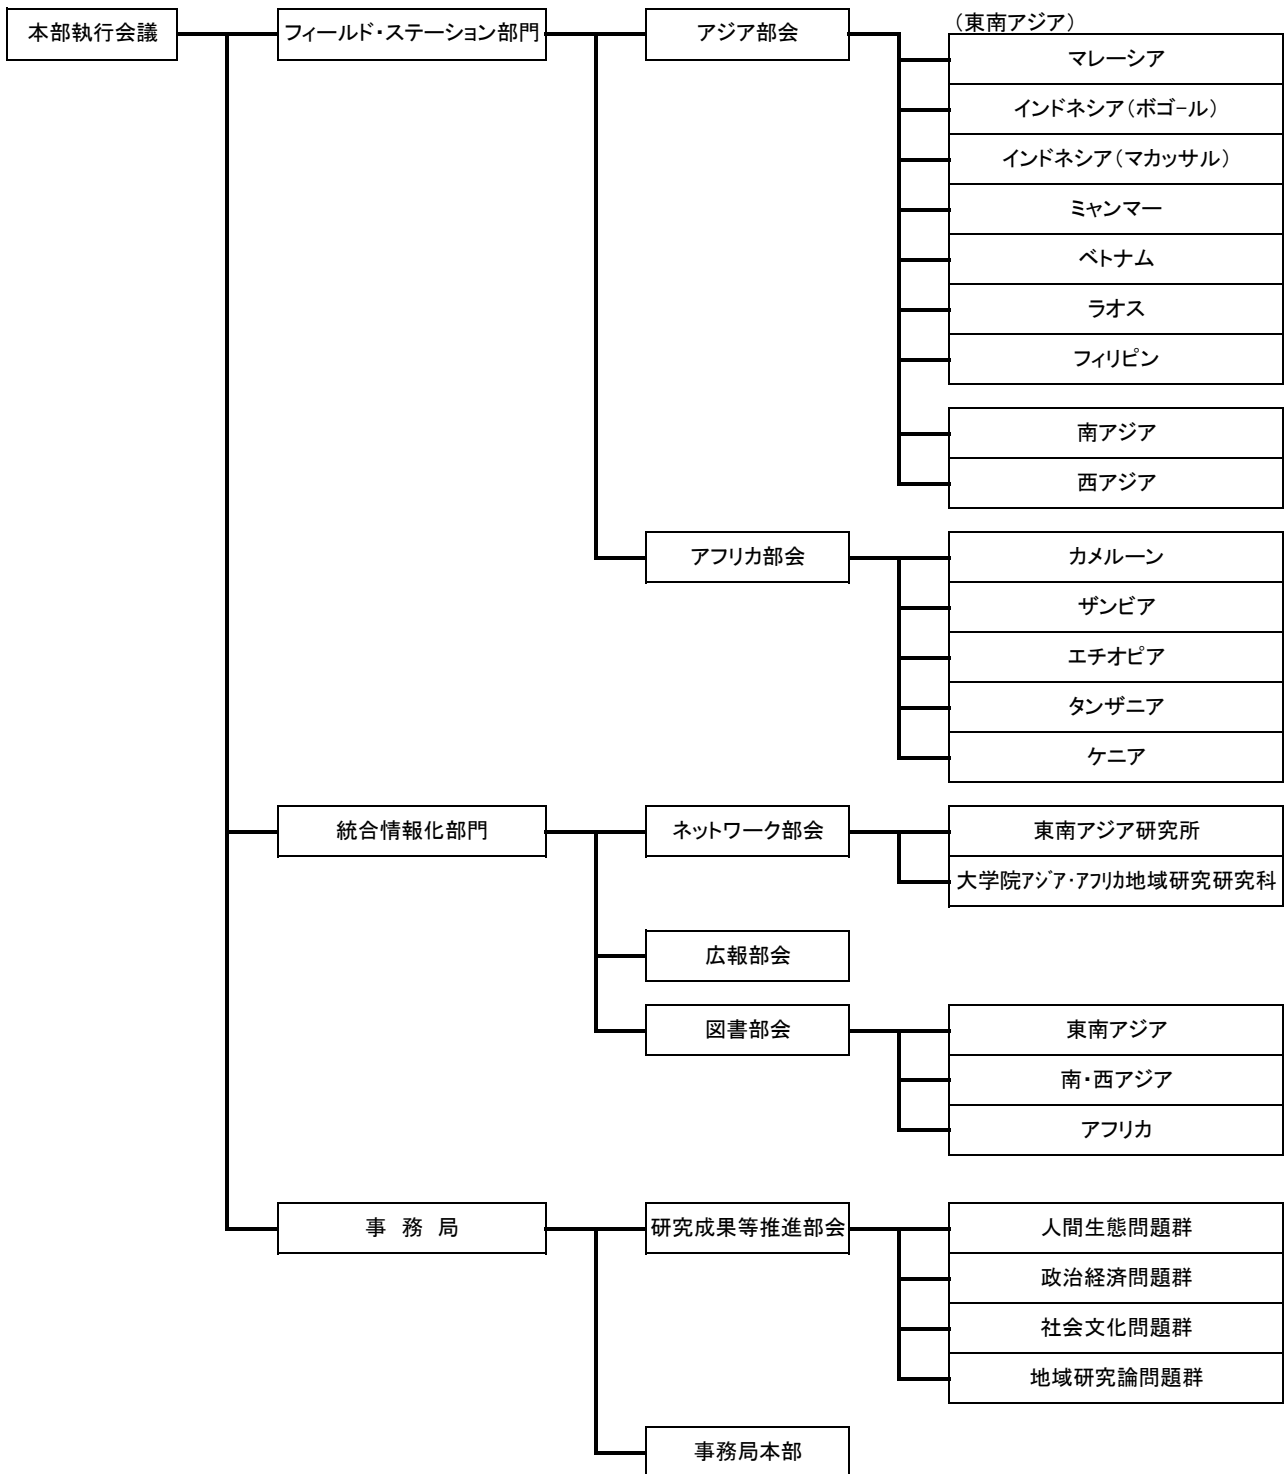 本部執行会議
フィールド・ステーション部門
アジア部会
(東南アジア)
マレーシア
インドネシア(ボゴ-ル)
インドネシア(マカッサル)
ミャンマー
ベトナム
ラオス
フィリピン
南アジア
西アジア
アフリカ部会
カメルーン
ザンビア
エチオピア
タンザニア
ケニア
統合情報化部門
ネットワーク部会
東南アジア研究所
大学院アジア・アフリカ地域研究研究科
広報部会
図書部会
東南アジア
南・西アジア
アフリカ
事 務 局
研究成果等推進部会
人間生態問題群
政治経済問題群
社会文化問題群
地域研究論問題群
事務局本部